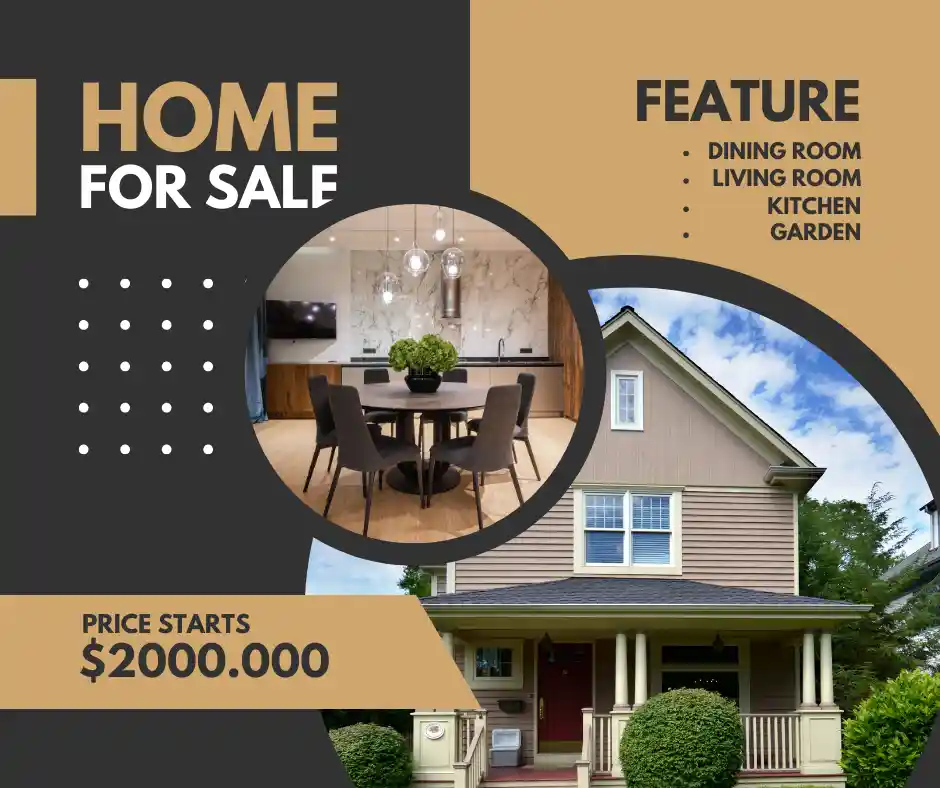 HOME
FOR SALE
FEATURE
• DINING ROOM
• LIVING ROOM
• KITCHEN
• GARDEN
PRICE STARTS
$2000.000